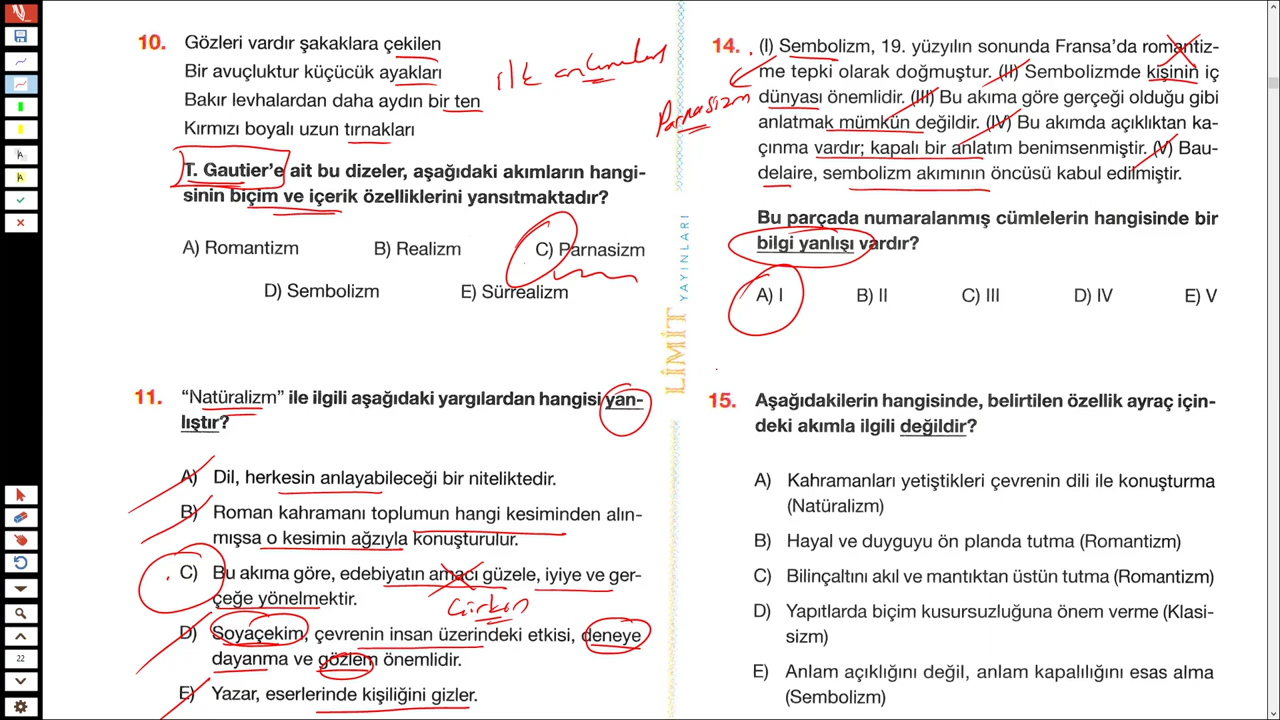 10. Gözleri vardır şakaklara çekilen
Bir avuçluktur küçücük ayakları
Bakır levhalardan daha aydın bir ten
Kırmızı boyalı uzun tırnakları
ilk
T. Gautier'e ait bu dizeler, aşağıdaki akımların hangi-
sinin biçim ve içerik özelliklerini yansıtmaktadır?
A) Romantizm B) Realizm C) Parnasizm
D) Sembolizm E) Sürrealizm
11. "Natüralizm" ile ilgili aşağıdaki yargılardan hangisi yan-
lıştır?
A) Dil, herkesin anlayabileceği bir niteliktedir.
B) Roman kahramanı toplumun hangi kesiminden alın-
mışsa o kesimin ağzıyla konuşturulur.
C) Bu akıma göre, edebiyatın amacı güzele, iyiye ve ger-
çeğe yönelmektir.
Çirkin
D) Soyaçekim, çevrenin insan üzerindeki etkisi, deneye
dayanma ve gözlem önemlidir.
E) Yazar, eserlerinde kişiliğini gizler.
LİMİT YAYINLARI
14. (I) Sembolizm, 19. yüzyılın sonunda Fransa'da romantiz-
me tepki olarak doğmuştur. (II) Sembolizmde kişinin iç
dünyası önemlidir. (III) Bu akıma göre gerçeği olduğu gibi
anlatmak mümkün değildir. (IV) Bu akımda açıklıktan ka-
çınma vardır; kapalı bir anlatım benimsenmiştir. (V) Bau-
delaire, sembolizm akımının öncüsü kabul edilmiştir.
Parnasizm
Bu parçada numaralanmış cümlelerin hangisinde bir
bilgi yanlışı vardır?
A) I B) II C) III D) IV E) V
15. Aşağıdakilerin hangisinde, belirtilen özellik ayraç için-
deki akımla ilgili değildir?
A) Kahramanları yetiştikleri çevrenin dili ile konuşturma
(Natüralizm)
B) Hayal ve duyguyu ön planda tutma (Romantizm)
C) Bilinçaltını akıl ve mantıktan üstün tutma (Romantizm)
D) Yapıtlarda biçim kusursuzluğuna önem verme (Klasi-
sizm)
E) Anlam açıklığını değil, anlam kapalılığını esas alma
(Sembolizm)
22